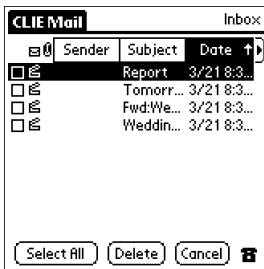 CLIE Mail Inbox
Sender Subject Date
Report 3/21 8:3...
Tomorr... 3/21 8:3...
Fwd:We... 3/21 8:3...
Weddin... 3/21 8:3...
Select All Delete Cancel